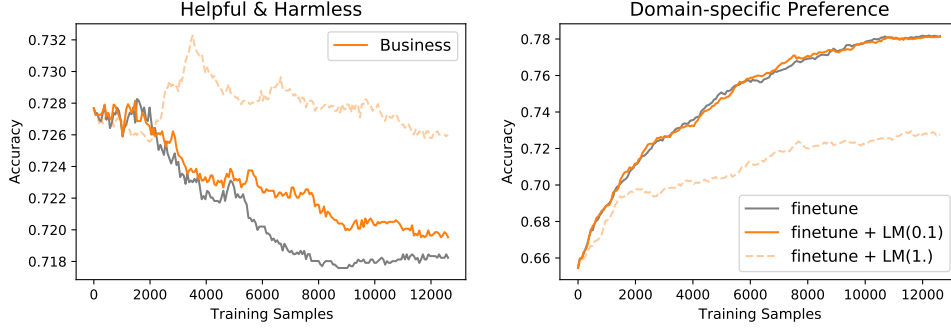 Helpful & Harmless
Accuracy
0.732
0.730
0.728
0.726
0.724
0.722
0.720
0.718
Business
0
2000
4000
6000
8000
10000
12000
Training Samples
Domain-specific Preference
Accuracy
0.78
0.76
0.74
0.72
0.70
0.68
0.66
finetune
finetune + LM(0.1)
finetune + LM(1.)
0
2000
4000
6000
8000
10000
12000
Training Samples